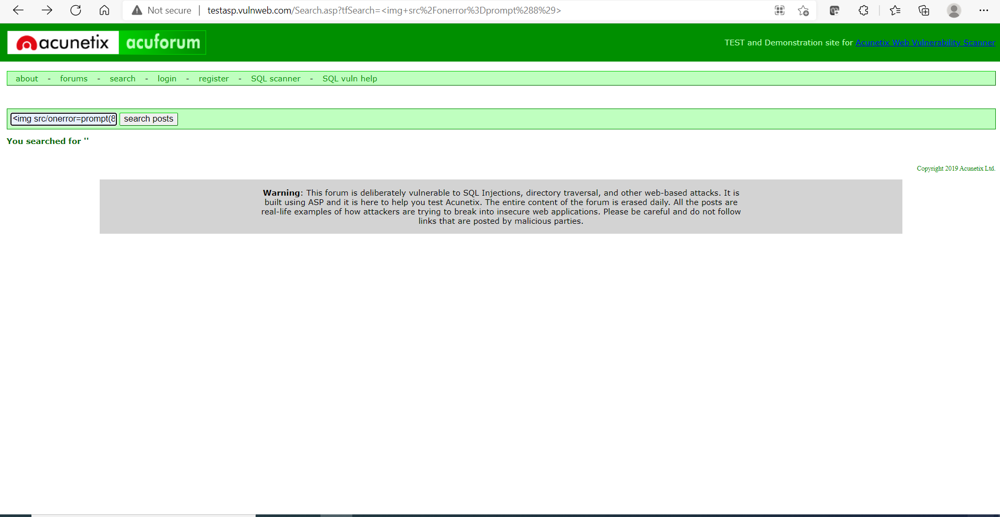 Not secure | testasp.vulnweb.com/Search.asp?tfSearch=<img+src%2Fonerror%3Dprompt%288%29>
acunetix acuforum
TEST and Demonstration site for Acunetix Web Vulnerability Scanner
about - forums - search - login - register - SQL scanner - SQL vuln help
<img src/onerror=prompt(8 search posts
You searched for ''
Copyright 2019 Acunetix Ltd.
Warning: This forum is deliberately vulnerable to SQL Injections, directory traversal, and other web-based attacks. It is
built using ASP and it is here to help you test Acunetix. The entire content of the forum is erased daily. All the posts are
real-life examples of how attackers are trying to break into insecure web applications. Please be careful and do not follow
links that are posted by malicious parties.